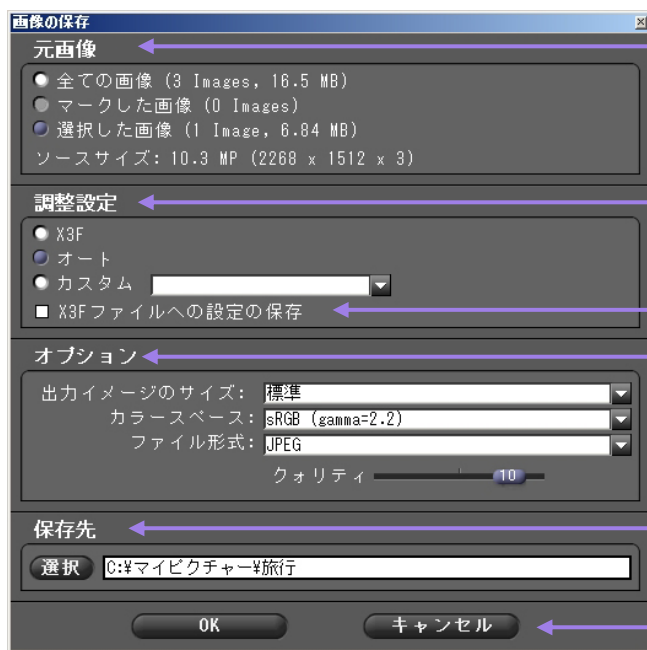 画像の保存
元画像
全ての画像 (3 Images, 16.5 MB)
マークした画像 (0 Images)
選択した画像 (1 Image, 6.84 MB)
ソースサイズ: 10.3 MP (2268 x 1512 x 3)
調整設定
X3F
オート
カスタム
X3Fファイルへの設定の保存
オプション
出力イメージのサイズ: 標準
カラースペース: sRGB (gamma=2.2)
ファイル形式: JPEG
クォリティ 10
保存先
選択 C:¥マイピクチャー¥旅行
OK キャンセル